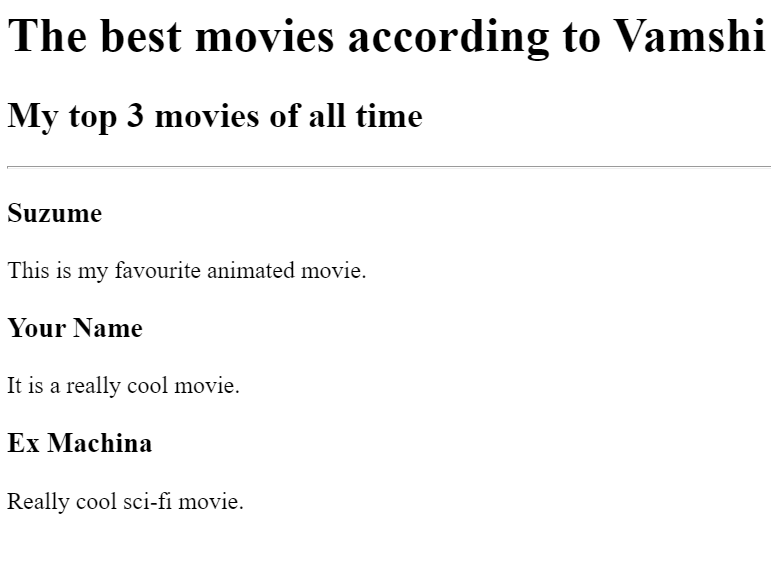 The best movies according to Vamshi
My top 3 movies of all time
Suzume
This is my favourite animated movie.
Your Name
It is a really cool movie.
Ex Machina
Really cool sci-fi movie.